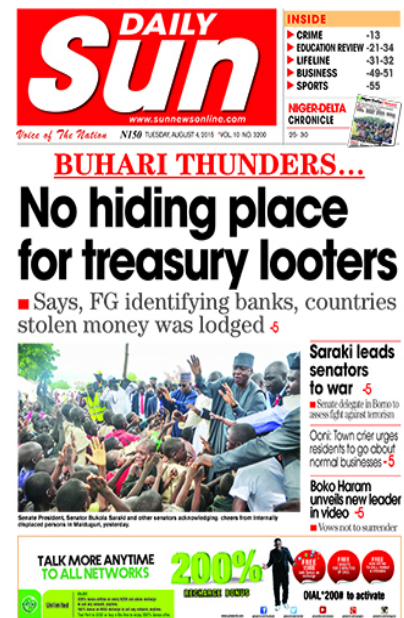 DAILY
Sun
www.sunnewsonline.com
Voice of The Nation N150 TUESDAY, AUGUST 4, 2015 VOL. 10 NO. 3200
INSIDE
CRIME -13
EDUCATION REVIEW -21-34
LIFELINE -31-32
BUSINESS -49-51
SPORTS -55
NIGER-DELTA
CHRONICLE
25-30
BUHARI THUNDERS...
No hiding place
for treasury looters
Says, FG identifying banks, countries
stolen money was lodged -5
Saraki leads
senators
to war -5
Senate delegate in Borno to
assess fight against terrorism
Ooni: Town crier urges
residents to go about
normal businesses -5
Boko Haram
unveils new leader
in video -5
Vows not to surrender
Senate President, Senator Bukola Saraki and other senators acknowledging cheers from internally
displaced persons in Maiduguri, yesterday.
TALK MORE ANYTIME
TO ALL NETWORKS
Unlimited
200%
RECHARGE BONUS
FREE
FREE
FREE
DIAL*200# to activate